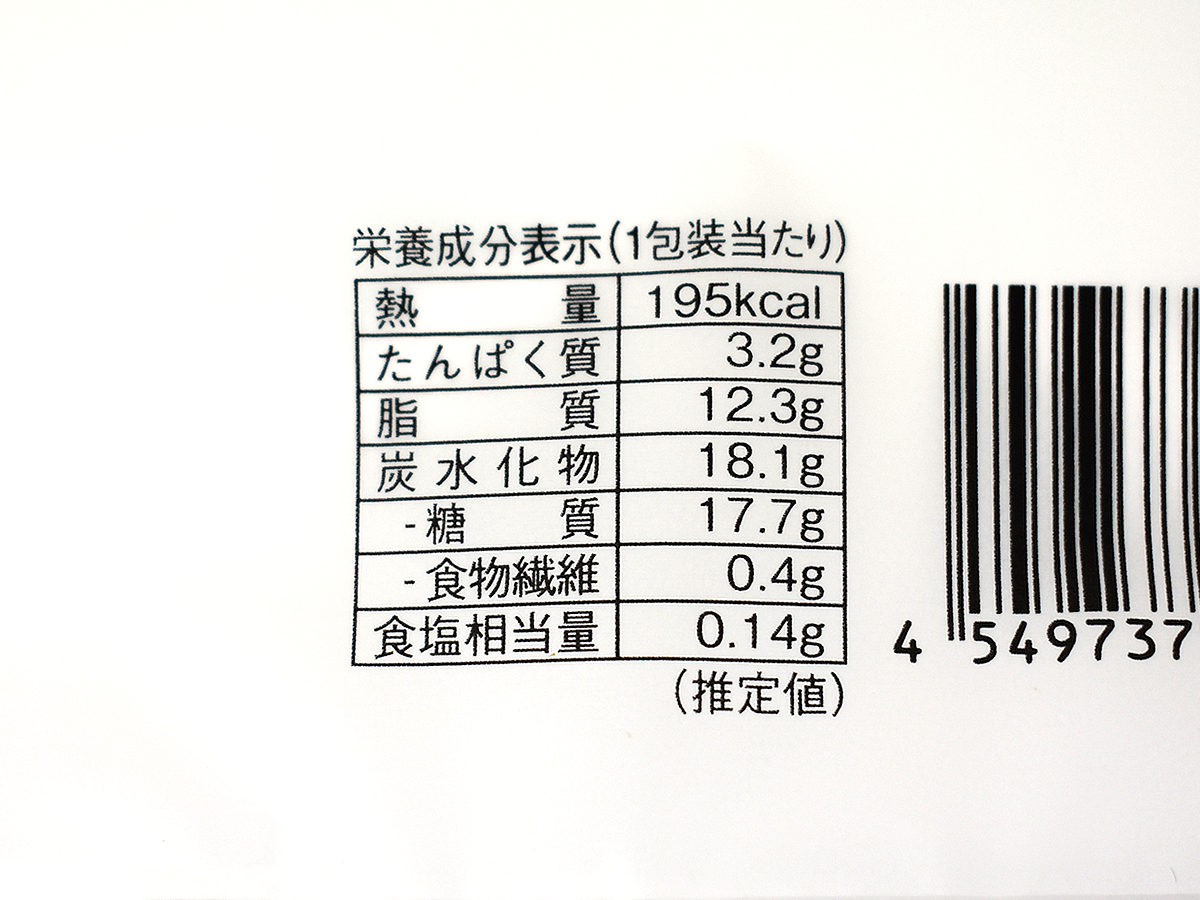 栄養成分表示(1包装当たり)
熱量 195kcal
たんぱく質 3.2g
脂質 12.3g
炭水化物 18.1g
-糖質 17.7g
-食物繊維 0.4g
食塩相当量 0.14g
(推定値)
4 549737